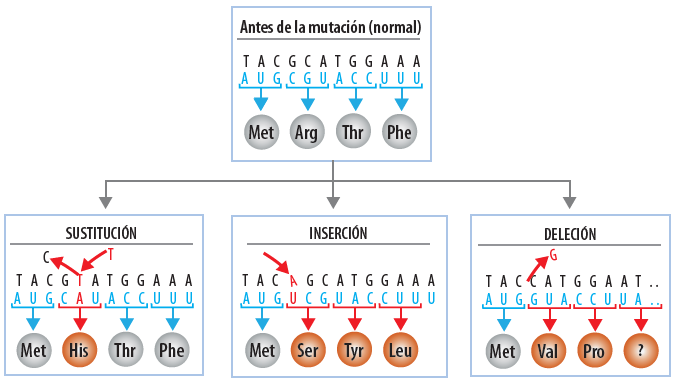 Antes de la mutación (normal)
T A C G C A T G G A A A
A U G C G U A C C U U U
Met Arg Thr Phe
SUSTITUCIÓN
C T
T A C G T A T G G A A A
A U G C A U A C C U U U
Met His Thr Phe
INSERCIÓN
T A C A G C A T G G A A A
A U G U C G U A C C U U U
Met Ser Tyr Leu
DELECIÓN
G
T A C C A T G G A A T ..
A U G G U A C C U U A ..
Met Val Pro ?